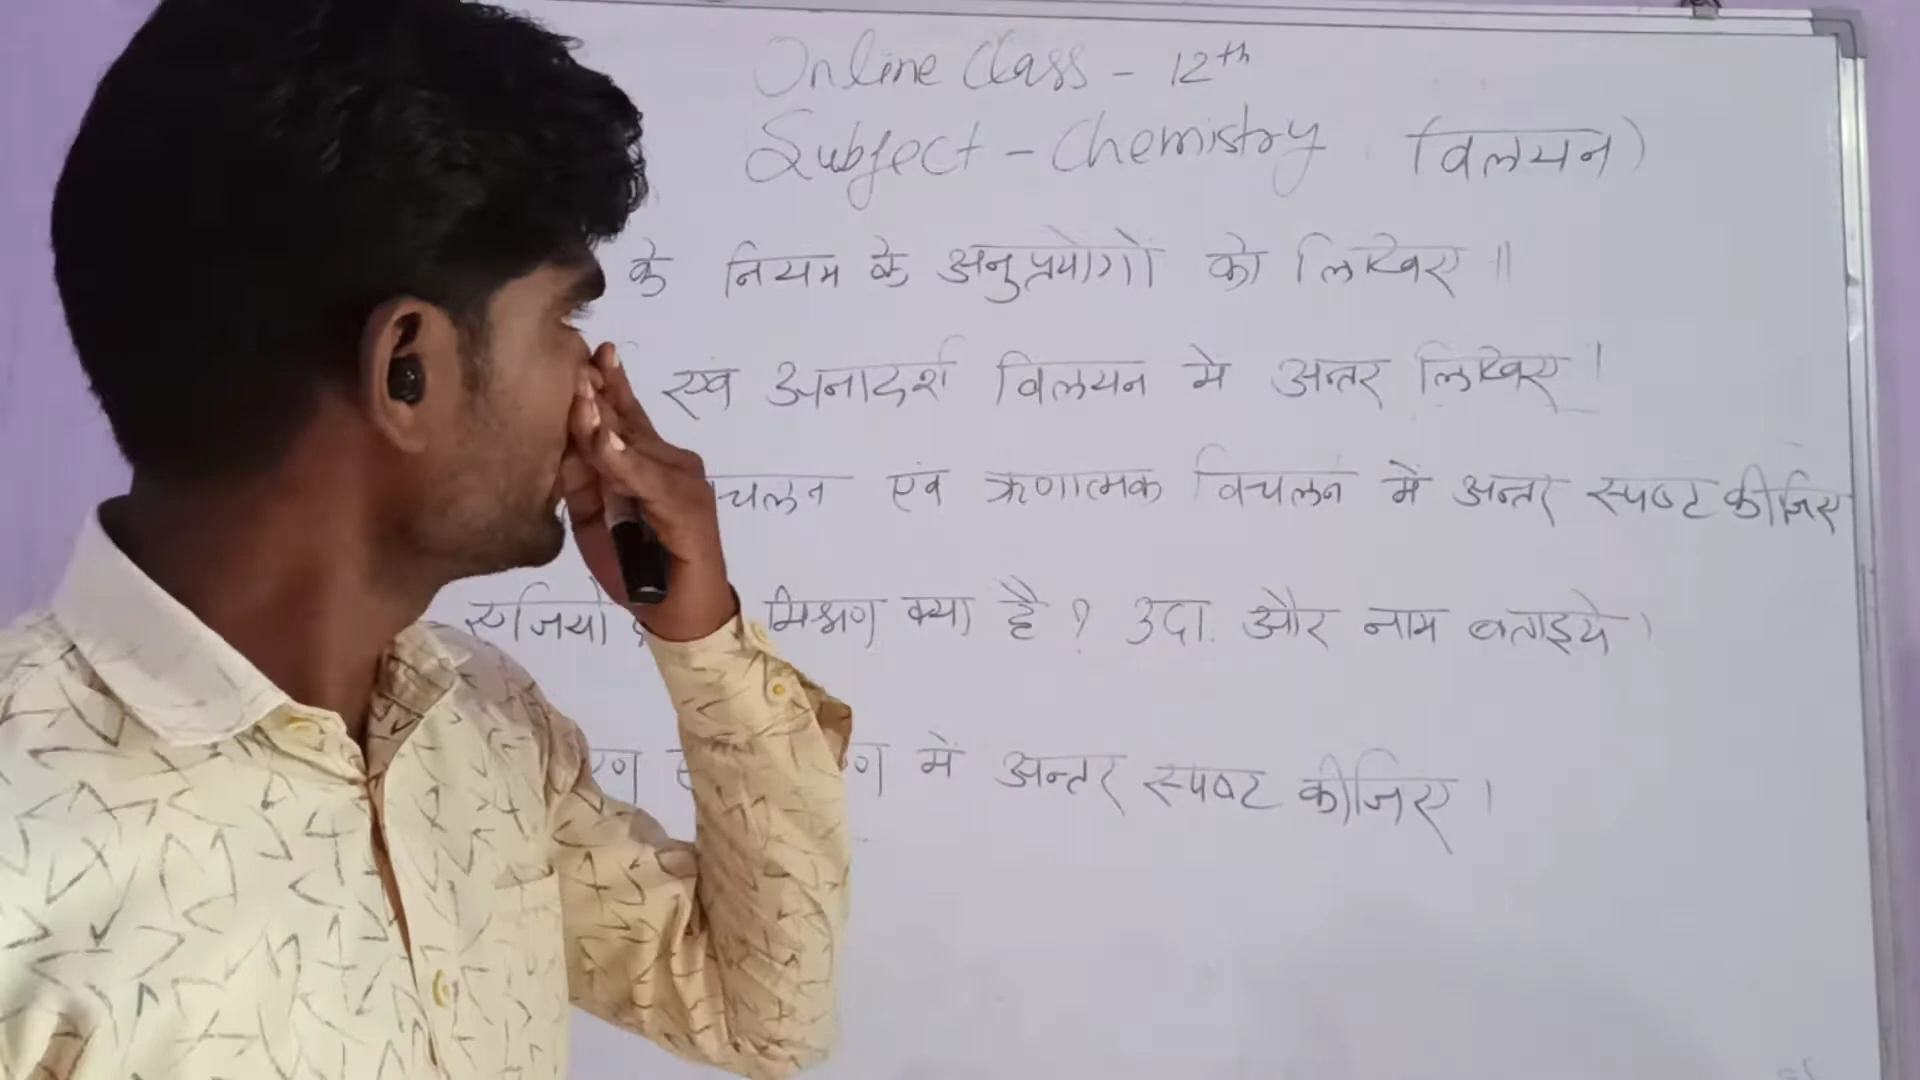 Online Class - 12th
Subject - Chemistry (विलयन)
के नियम के अनुप्रयोगों को लिखिए ॥
एवं अनादर्श विलयन मे अन्तर लिखिए।
चलन एवं ऋणात्मक विचलन में अन्तर स्पष्ट कीजिए
मिश्रण क्या है ? उदा. और नाम बताइये।
में अन्तर स्पष्ट कीजिए।